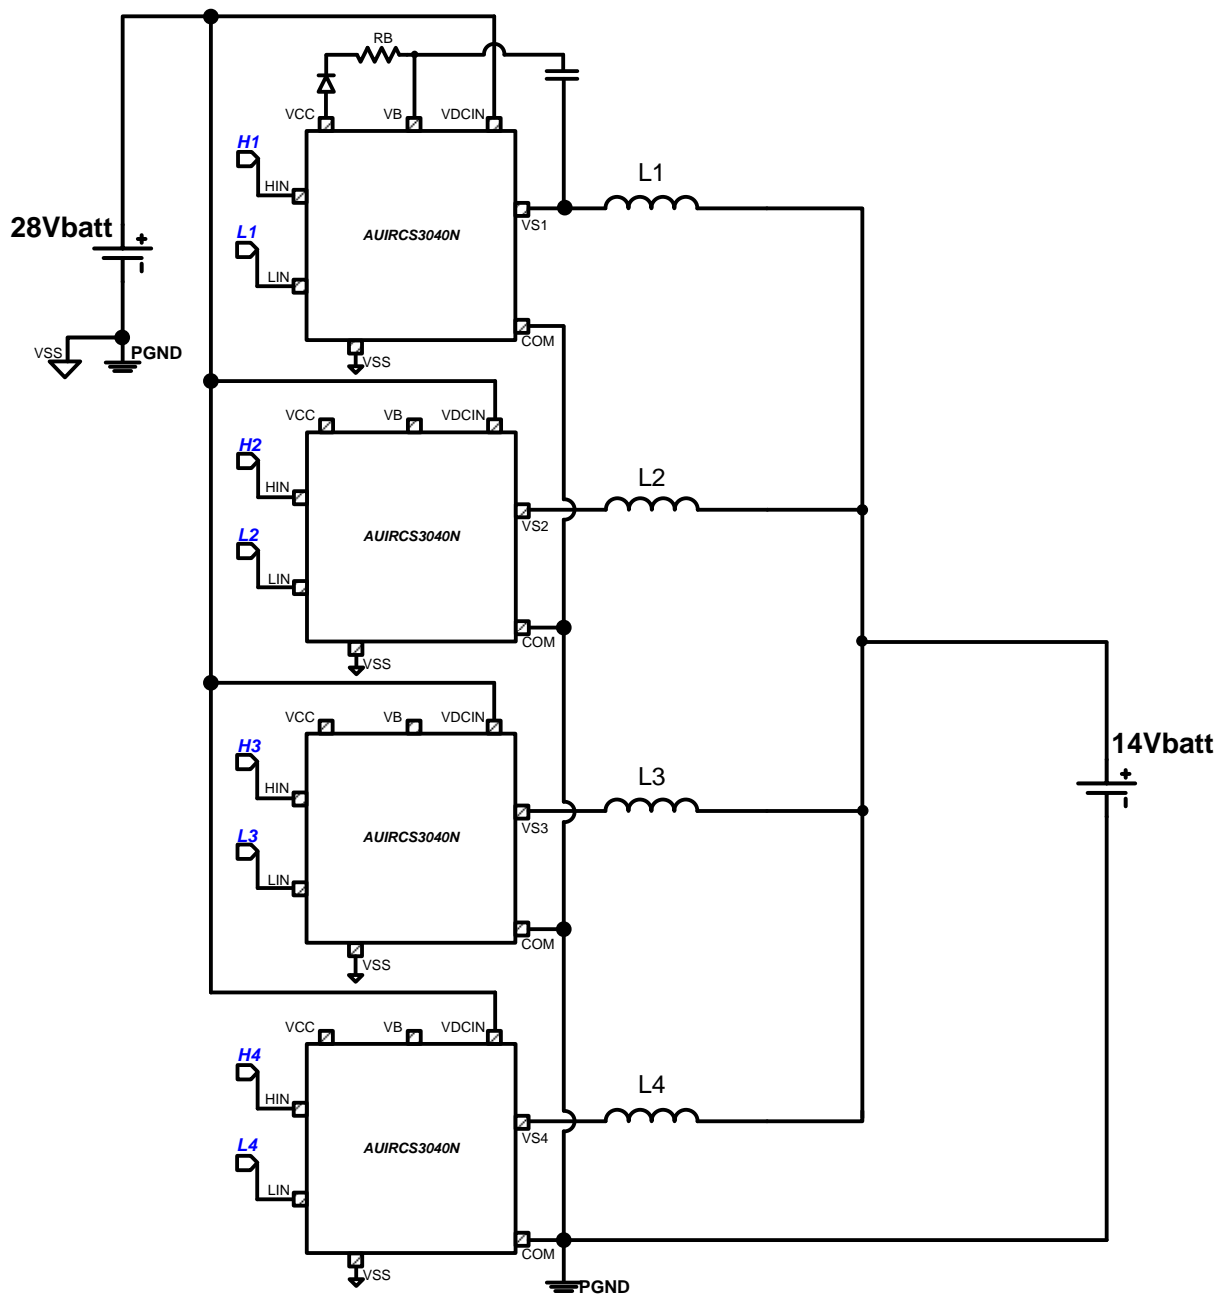 RB
VCC
VB
VDCIN
H1
HIN
L1
VS1
28Vbatt
+
L1
AUIRCS3040N
LIN
COM
VSS
PGND
VSS
VCC
VB
VDCIN
H2
HIN
L2
VS2
L2
AUIRCS3040N
LIN
COM
VSS
VCC
VB
VDCIN
H3
HIN
L3
14Vbatt
+
VS3
L3
AUIRCS3040N
LIN
COM
VSS
VCC
VB
VDCIN
H4
HIN
L4
VS4
L4
AUIRCS3040N
LIN
COM
VSS
PGND